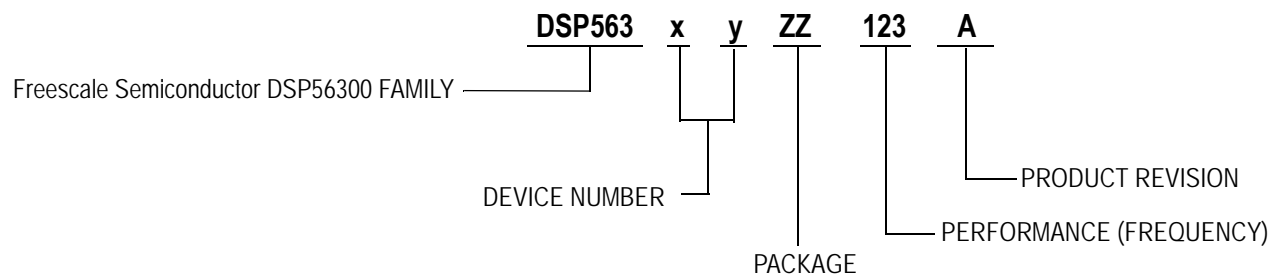 DSP563 x y ZZ 123 A
Freescale Semiconductor DSP56300 FAMILY
PRODUCT REVISION
DEVICE NUMBER
PERFORMANCE (FREQUENCY)
PACKAGE